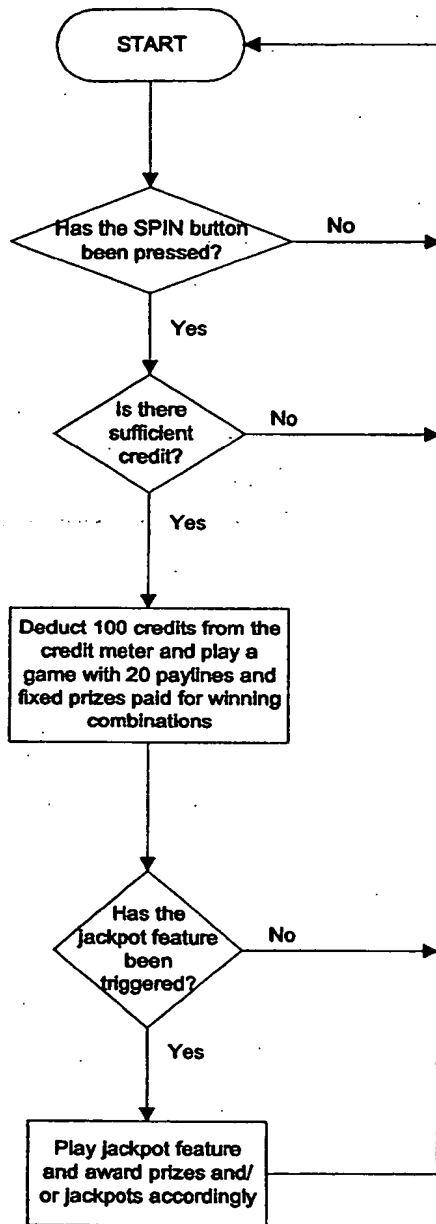 START
Has the SPIN button
been pressed?
No
Yes
Is there
sufficient
credit?
No
Yes
Deduct 100 credits from the
credit meter and play a
game with 20 paylines and
fixed prizes paid for winning
combinations
Has the
jackpot feature
been
triggered?
No
Yes
Play jackpot feature
and award prizes and/
or jackpots accordingly